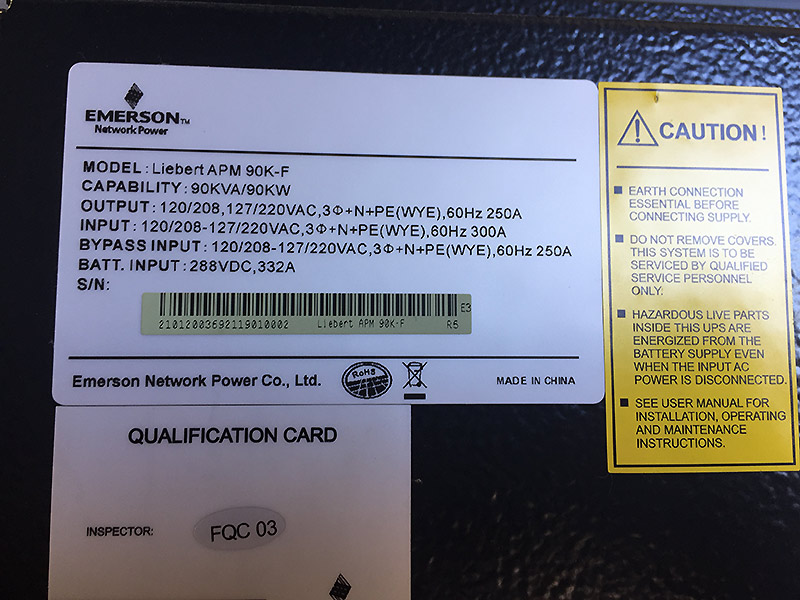 EMERSON TM
Network Power
MODEL: Liebert APM 90K-F
CAPABILITY: 90KVA/90KW
OUTPUT: 120/208,127/220VAC,3Φ+N+PE(WYE),60Hz 250A
INPUT: 120/208-127/220VAC,3Φ+N+PE(WYE),60Hz 300A
BYPASS INPUT: 120/208-127/220VAC,3Φ+N+PE(WYE),60Hz 250A
BATT. INPUT: 288VDC,332A
S/N:
E3
21012003692119010002 Liebert APM 90K-F R5
Emerson Network Power Co., Ltd. RoHS MADE IN CHINA
QUALIFICATION CARD
INSPECTOR: FQC 03
CAUTION!
EARTH CONNECTION
ESSENTIAL BEFORE
CONNECTING SUPPLY.
DO NOT REMOVE COVERS.
THIS SYSTEM IS TO BE
SERVICED BY QUALIFIED
SERVICE PERSONNEL
ONLY.
HAZARDOUS LIVE PARTS
INSIDE THIS UPS ARE
ENERGIZED FROM THE
BATTERY SUPPLY EVEN
WHEN THE INPUT AC
POWER IS DISCONNECTED.
SEE USER MANUAL FOR
INSTALLATION, OPERATING
AND MAINTENANCE
INSTRUCTIONS.